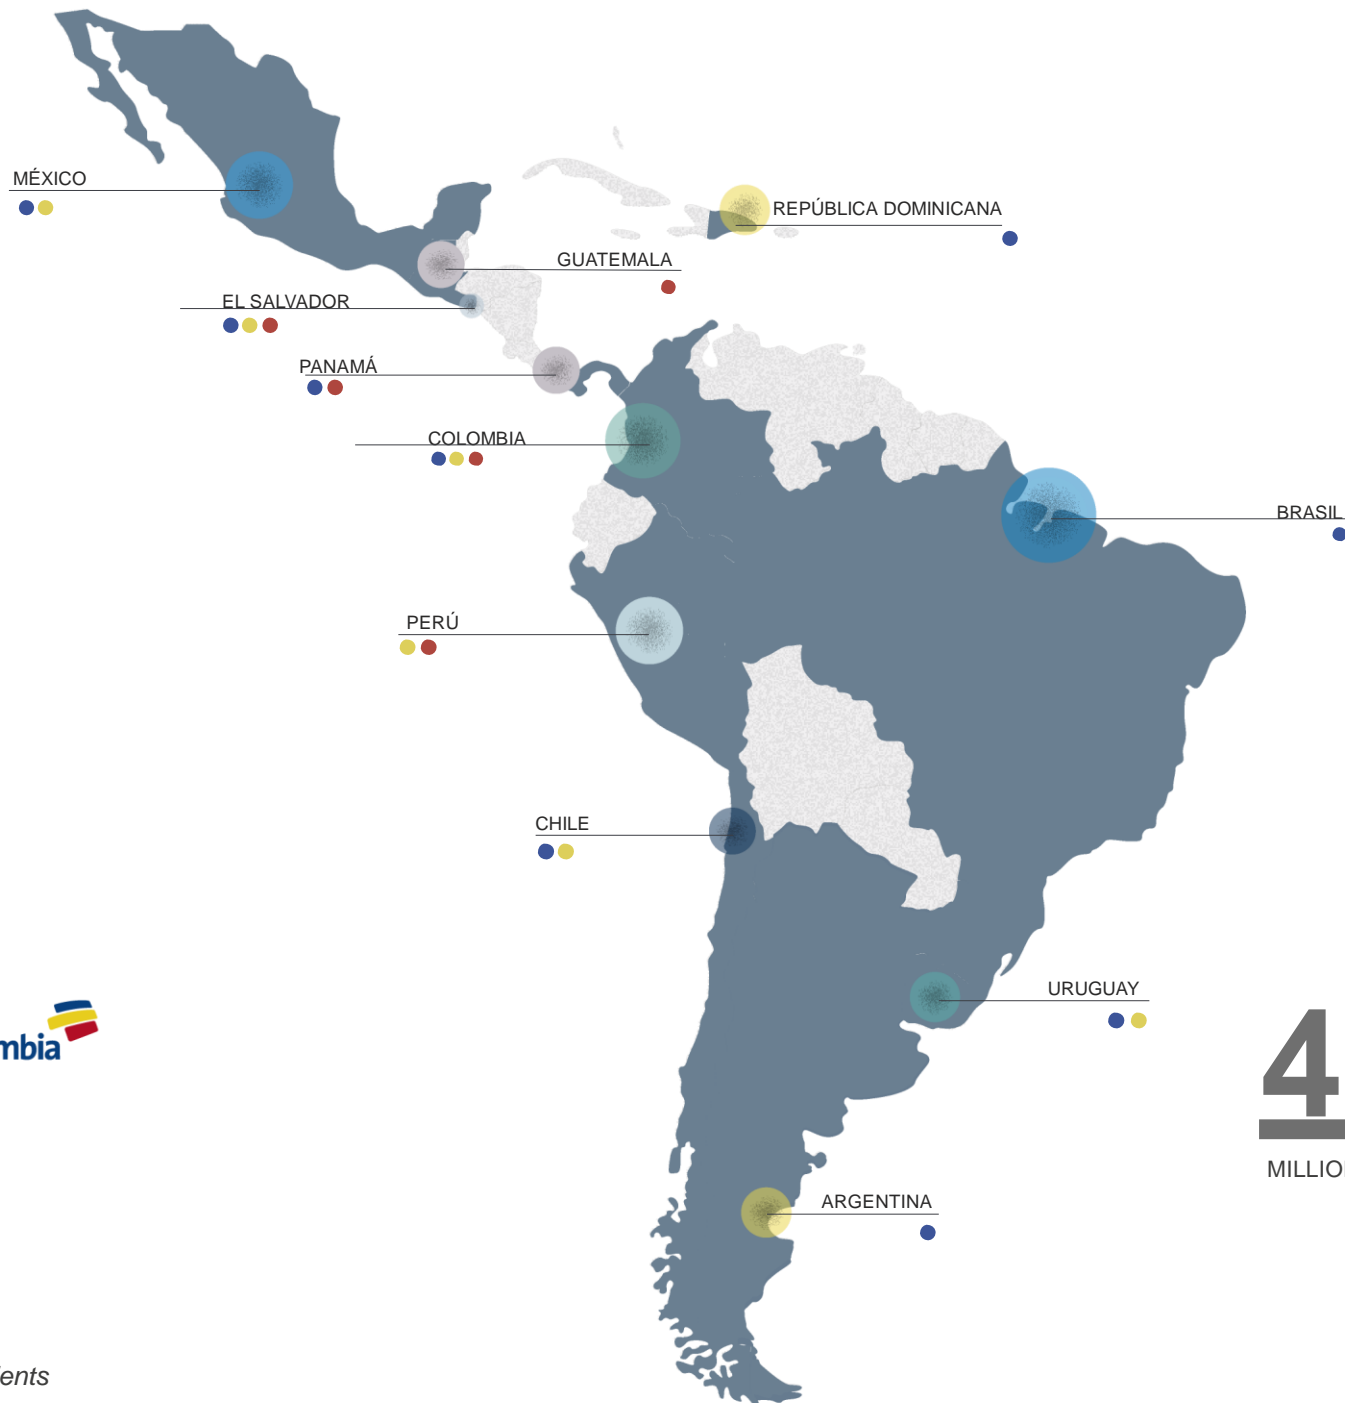 MÉXICO
REPÚBLICA DOMINICANA
GUATEMALA
EL SALVADOR
PANAMÁ
COLOMBIA
BRASIL
PERÚ
CHILE
URUGUAY
mbia
4
MILLIO
ARGENTINA
ents